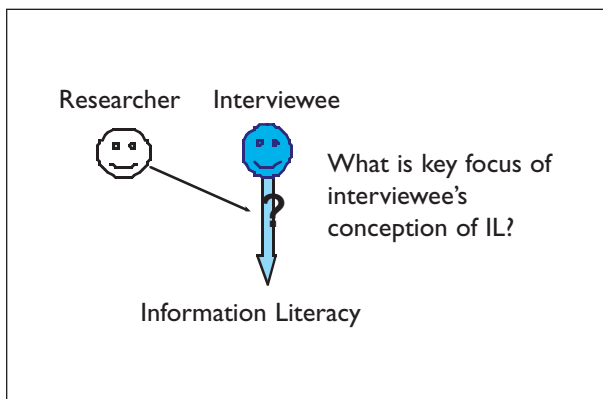 Researcher
Interviewee
What is key focus of
interviewee's
conception of IL?
?
Information Literacy